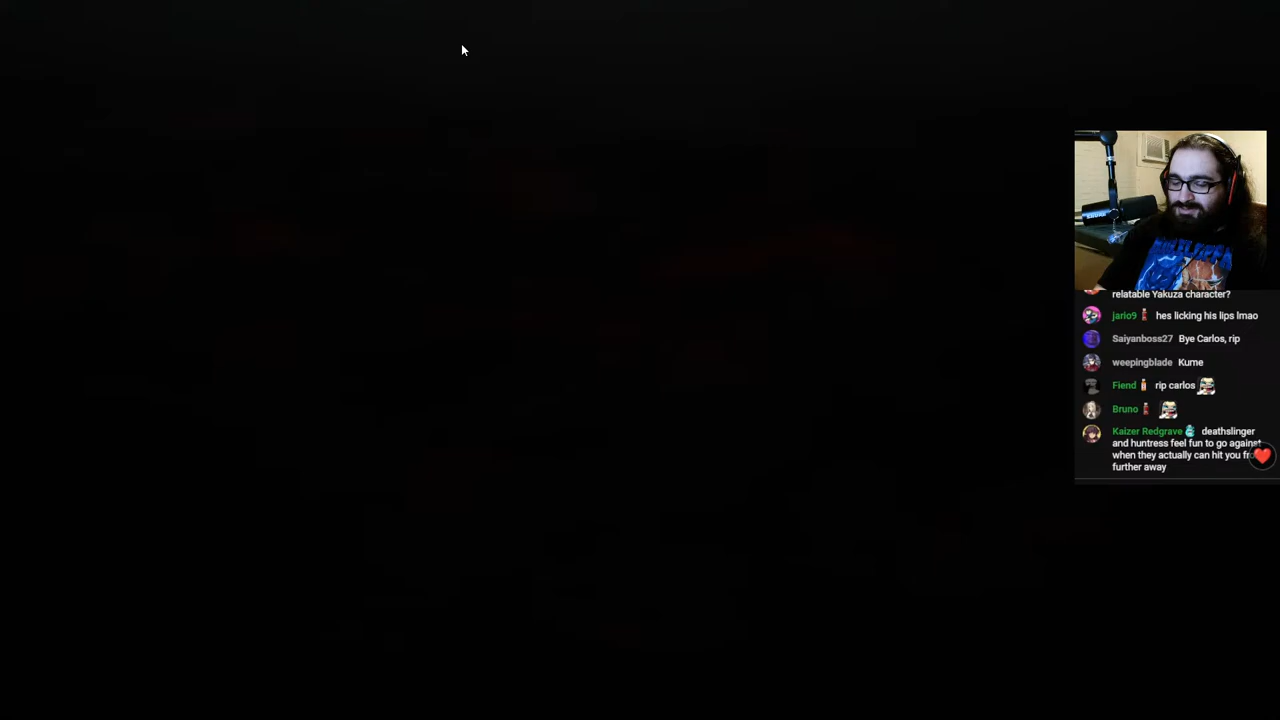 relatable Yakuza character?
jario9 hes licking his lips lmao
Saiyanboss27 Bye Carlos, rip
weepingblade Kume
Fiend rip carlos
Bruno
Kaizer Redgrave deathslinger
and huntress feel fun to go against
when they actually can hit you
further away